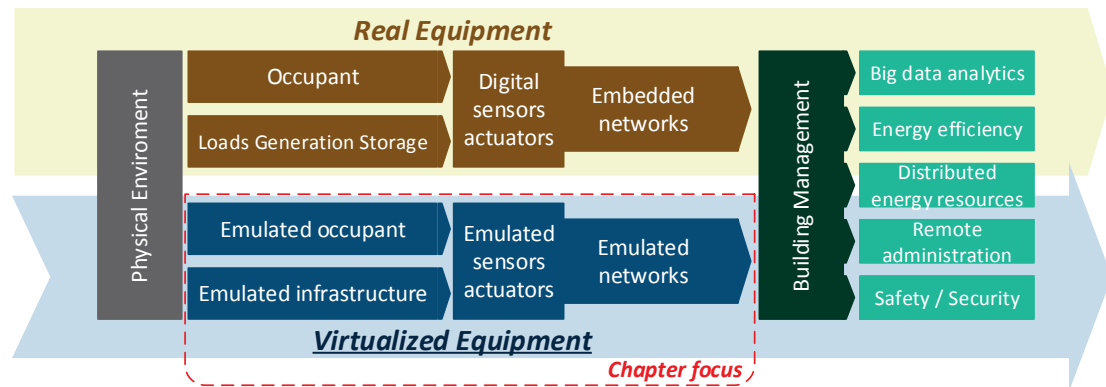 Real Equipment
Physical Enviroment
Occupant
Loads Generation Storage
Digital
sensors
actuators
Embedded
networks
Emulated occupant
Emulated infrastructure
Emulated
sensors
actuators
Emulated
networks
Virtualized Equipment
Chapter focus
Building Management
Big data analytics
Energy efficiency
Distributed
energy resources
Remote
administration
Safety / Security